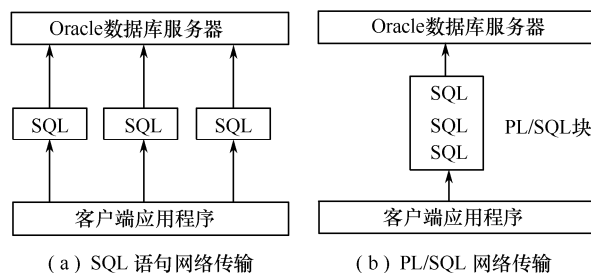 Oracle数据库服务器
SQL
SQL
SQL
客户端应用程序
(a) SQL 语句网络传输
Oracle数据库服务器
SQL
SQL
SQL
PL/SQL块
客户端应用程序
(b) PL/SQL 网络传输